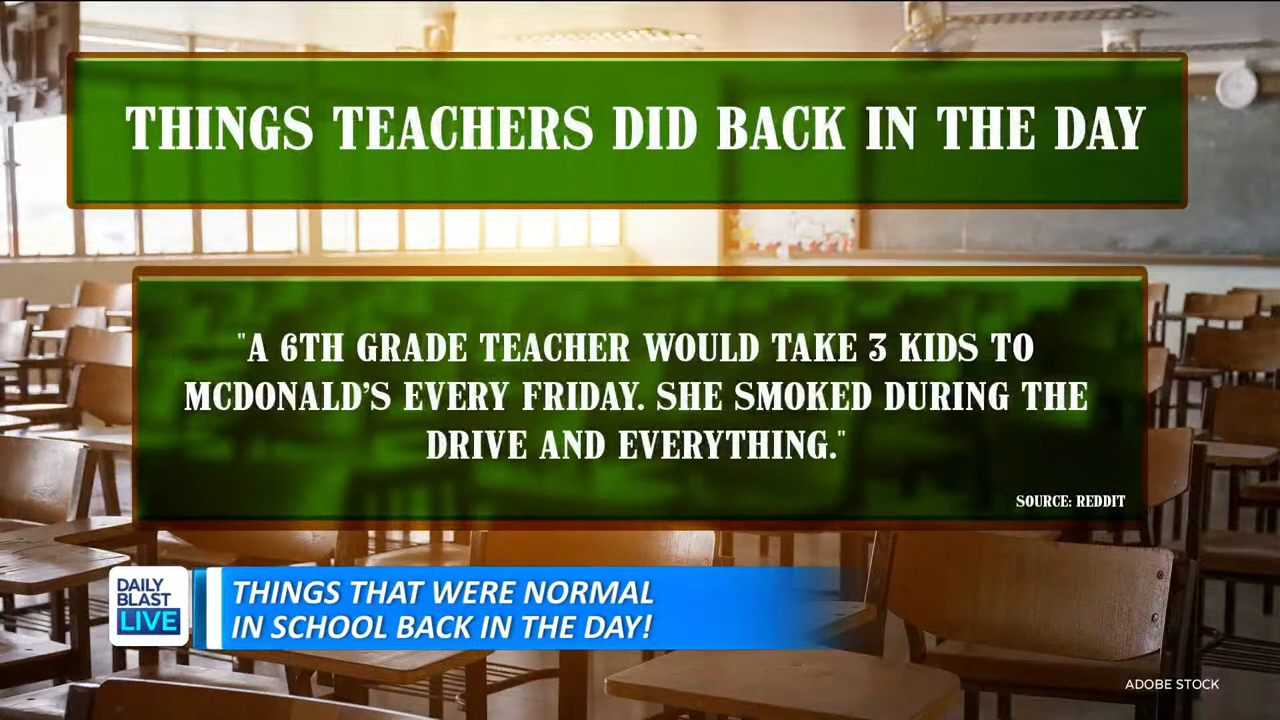 THINGS TEACHERS DID BACK IN THE DAY
"A 6TH GRADE TEACHER WOULD TAKE 3 KIDS TO
MCDONALD'S EVERY FRIDAY. SHE SMOKED DURING THE
DRIVE AND EVERYTHING."
SOURCE: REDDIT
DAILY
BLAST
LIVE
THINGS THAT WERE NORMAL
IN SCHOOL BACK IN THE DAY!
ADOBE STOCK